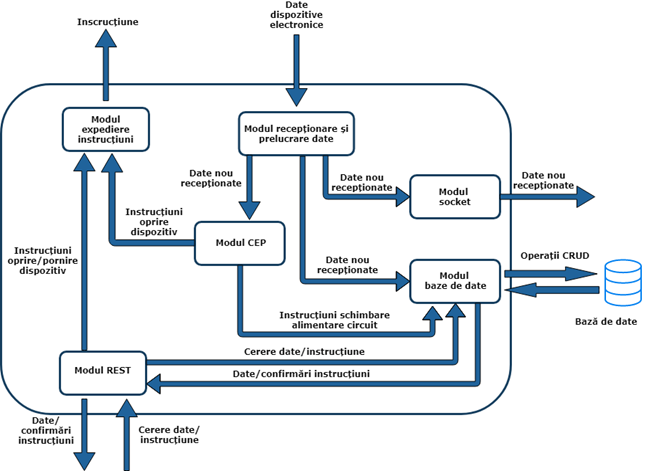 Date
dispozitive
electronice
Inscrucțiune
Modul
expediere
instrucțiuni
Modul recepționare și
prelucrare date
Date nou
recepționate
Date nou
recepționate
Modul
socket
Date nou
recepționate
Instrucțiuni
oprire
dispozitiv
Modul CEP
Instrucțiuni
oprire/pornire
dispozitiv
Date nou
recepționate
Modul
baze de date
Operații CRUD
Bază de date
Instrucțiuni schimbare
alimentare circuit
Cerere date/instrucțiune
Modul REST
Date/confirmări instrucțiuni
Date/
confirmări
instrucțiuni
Cerere date/
instrucțiune